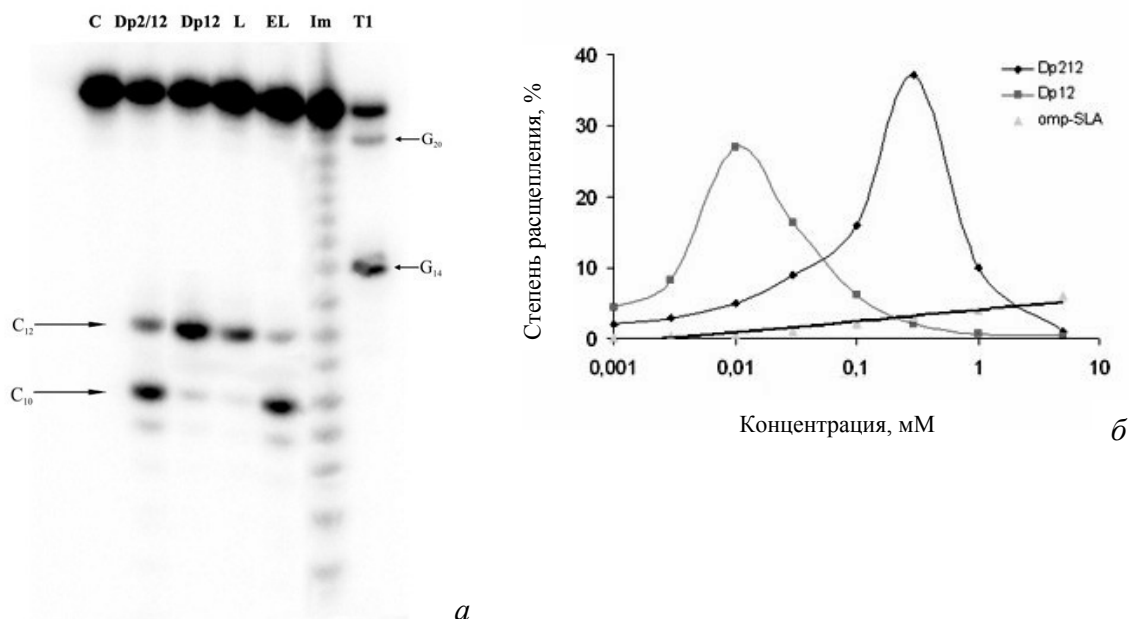 C Dp2/12 Dp12 L EL Im T1
G20
G14
C12
C10
а
Степень расщепления, %
40
30
20
10
0
0,001 0,01 0,1 1 10
Концентрация, мМ
Dp212
Dp12
omp-SLA
б